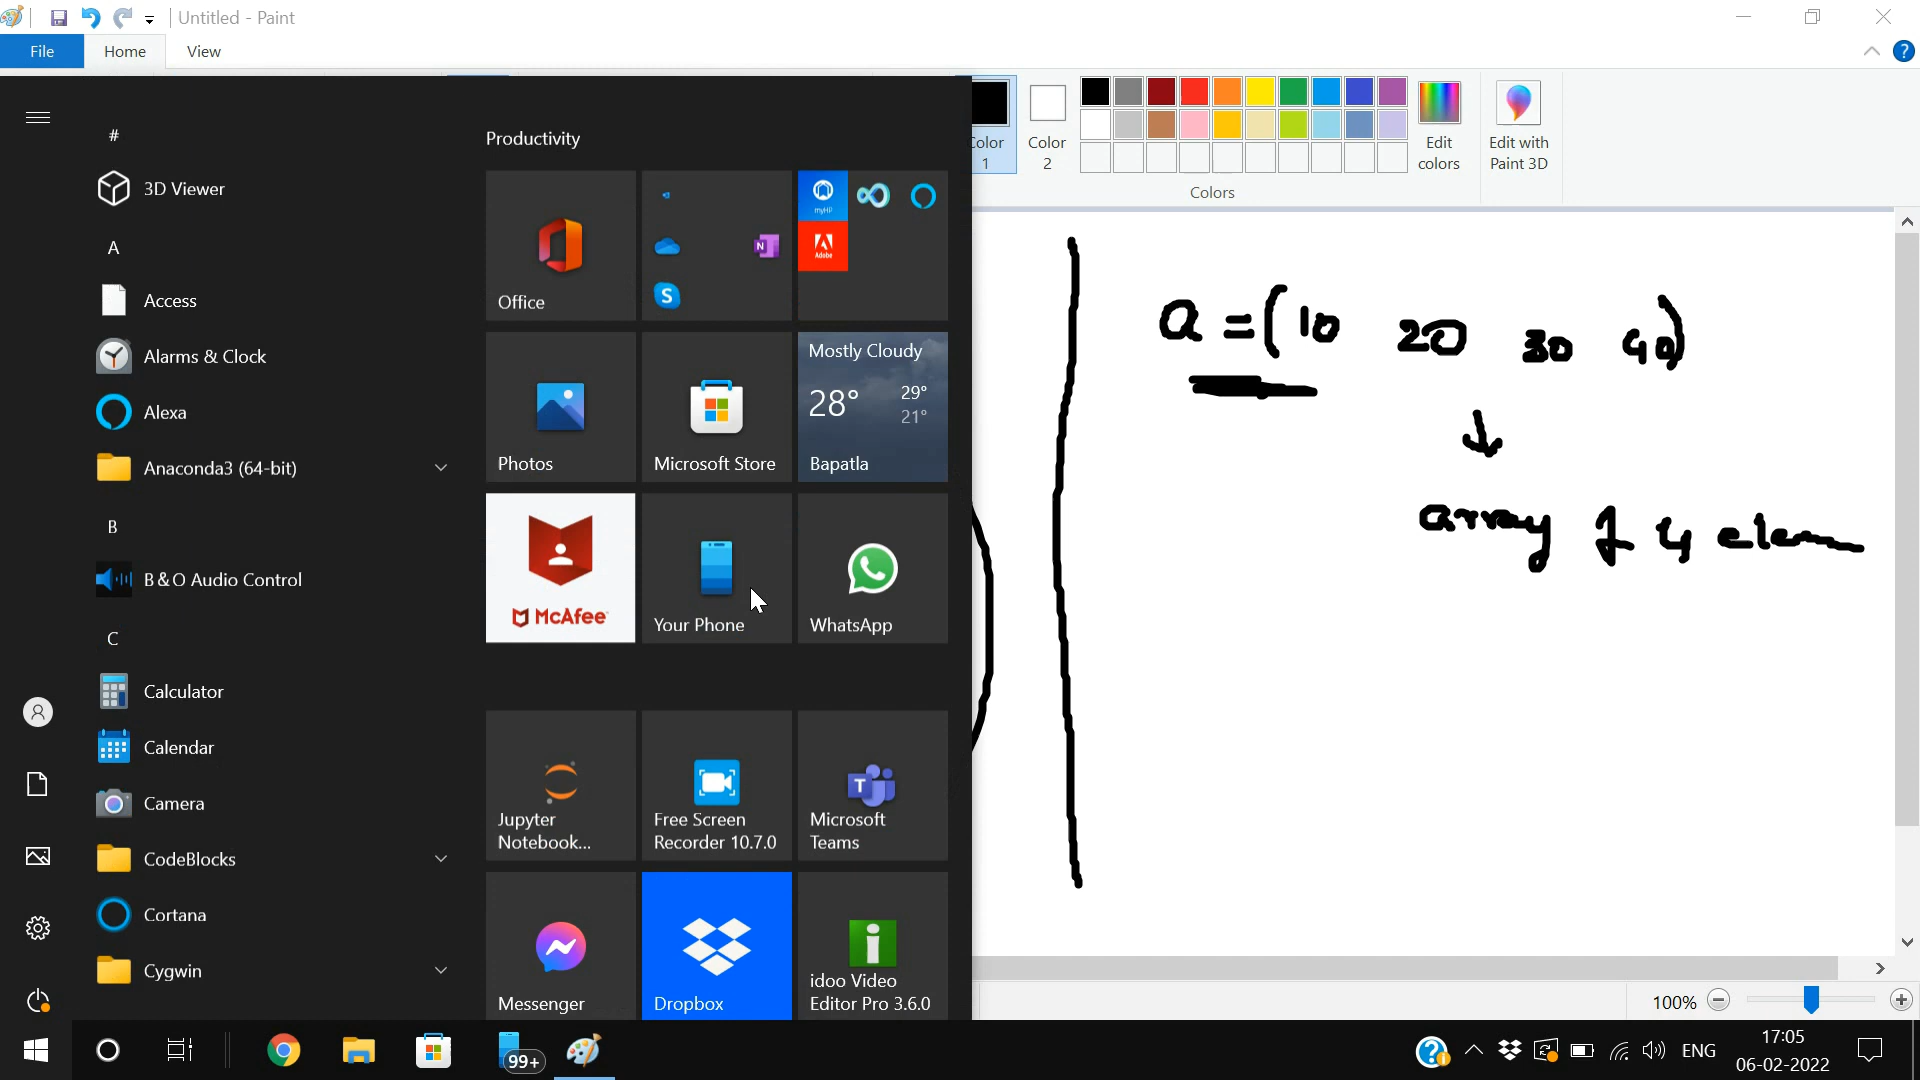 Untitled - Paint
File
Home
View
#
3D Viewer
A
Access
Alarms & Clock
Alexa
Anaconda3 (64-bit)
B
B&O Audio Control
C
Calculator
Calendar
Camera
CodeBlocks
Cortana
Cygwin
Productivity
Office
N
S
myHP
Adobe
Photos
Microsoft Store
Mostly Cloudy
28° 29°
21°
Bapatla
McAfee
Your Phone
WhatsApp
Jupyter
Notebook...
Free Screen
Recorder 10.7.0
T
Microsoft
Teams
Messenger
Dropbox
idoo Video
Editor Pro 3.6.0
olor
1
Color
2
Edit
colors
Edit with
Paint 3D
Colors
a = (10 20 30 40)
array of 4 elem
100%
99+
ENG
17:05
06-02-2022